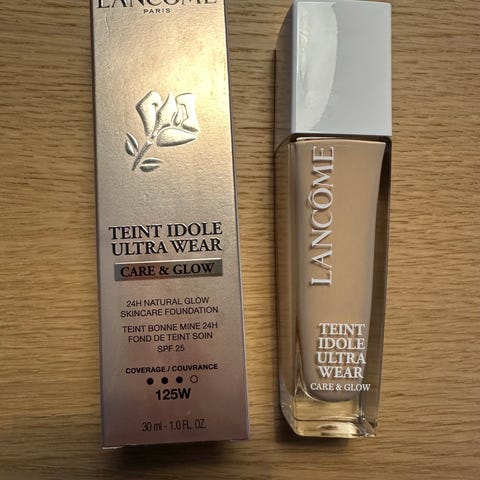 LANCÔME
PARIS
TEINT IDOLE
ULTRA WEAR
CARE & GLOW
24H NATURAL GLOW
SKINCARE FOUNDATION
TEINT BONNE MINE 24H
FOND DE TEINT SOIN
SPF 25
COVERAGE / COUVRANCE
125W
30 ml - 1.0 FL. OZ.
LANCÔME
TEINT
IDOLE
ULTRA
WEAR
CARE & GLOW